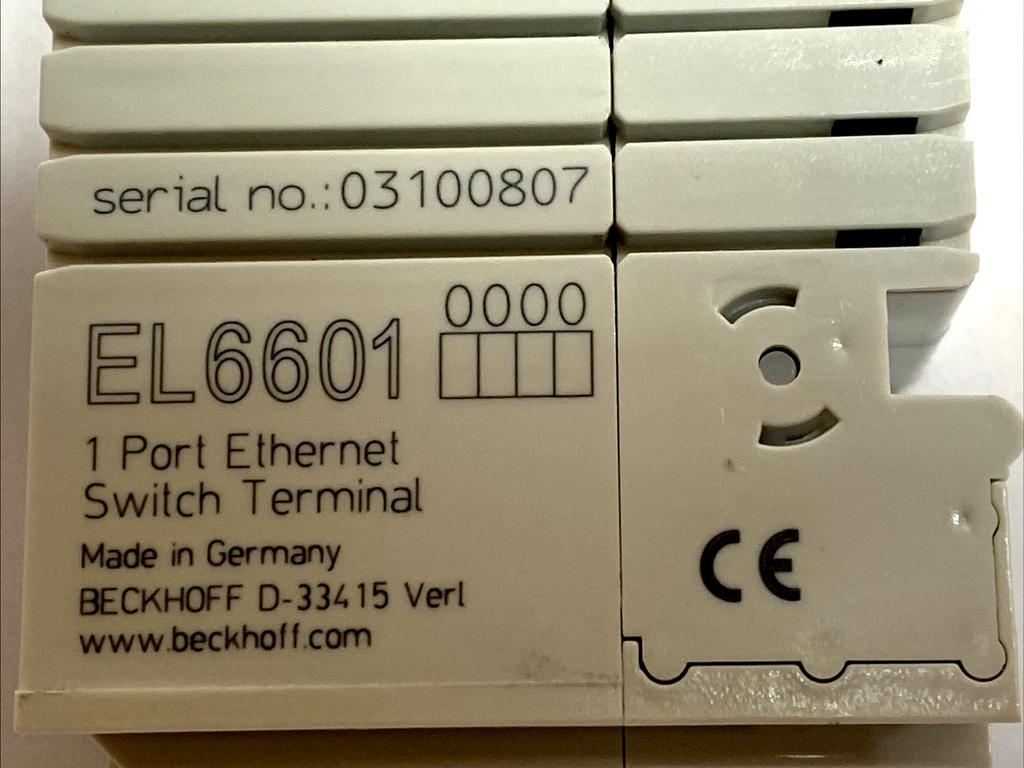 serial no.:03100807
0000
EL6601
1 Port Ethernet
Switch Terminal
Made in Germany
BECKHOFF D-33415 Verl
www.beckhoff.com
CE